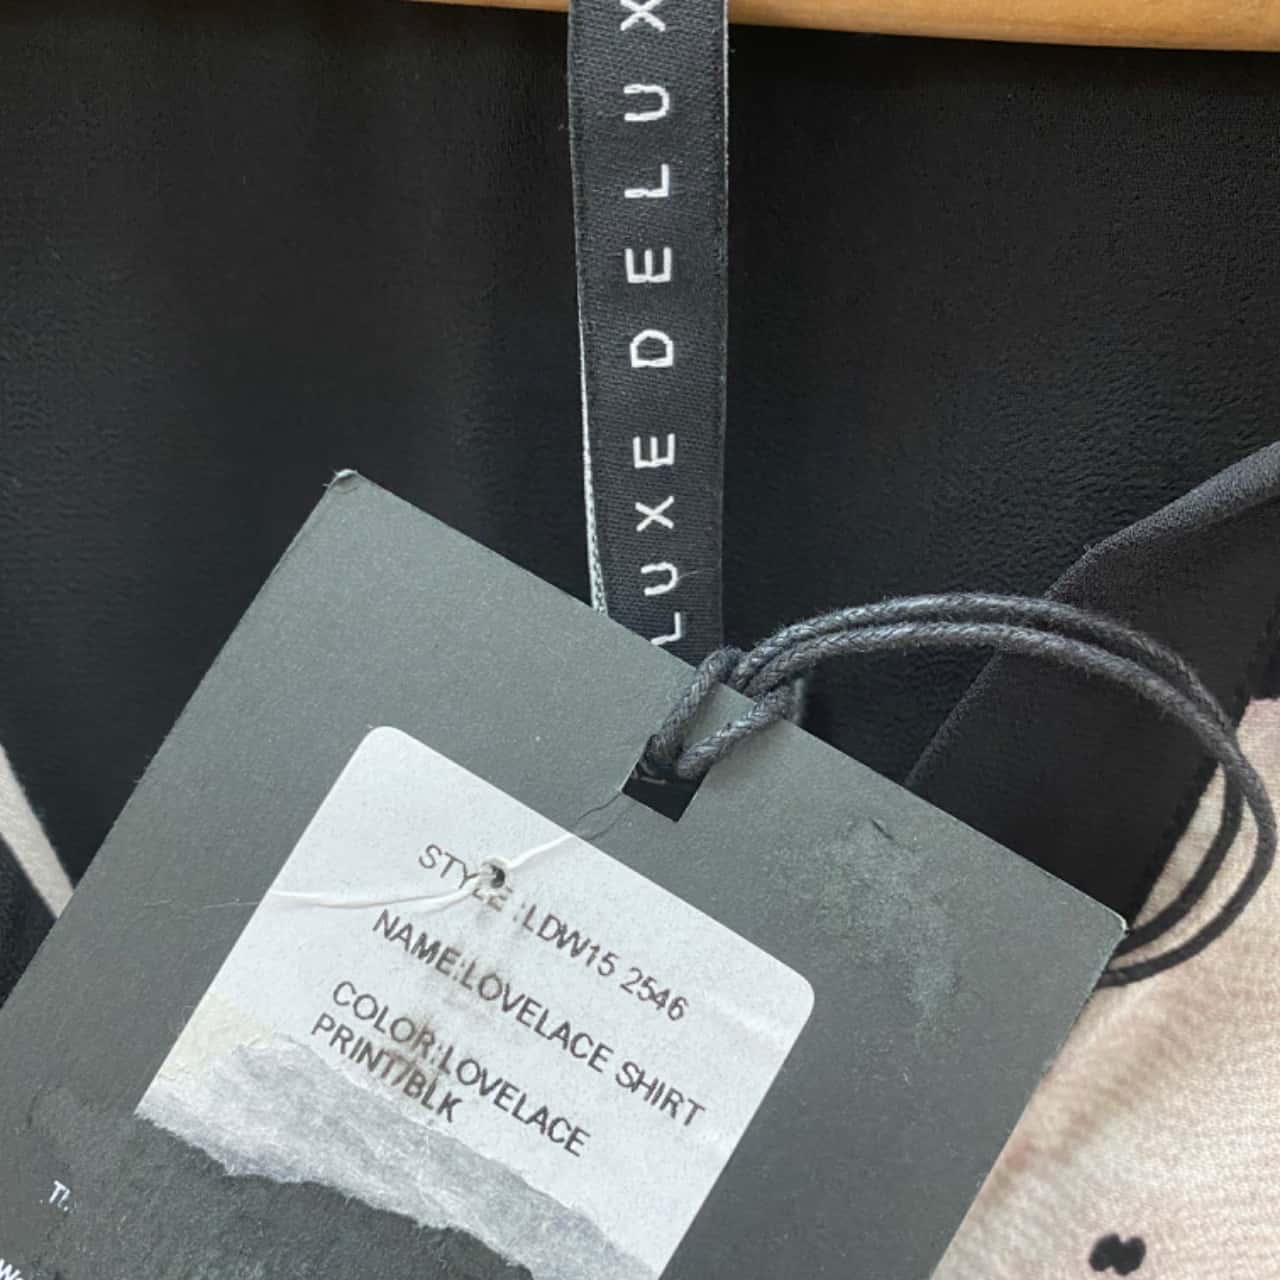 LUXE DELUX
STYLE :LDW15 2546
NAME:LOVELACE SHIRT
COLOR:LOVELACE
PRINT/BLK